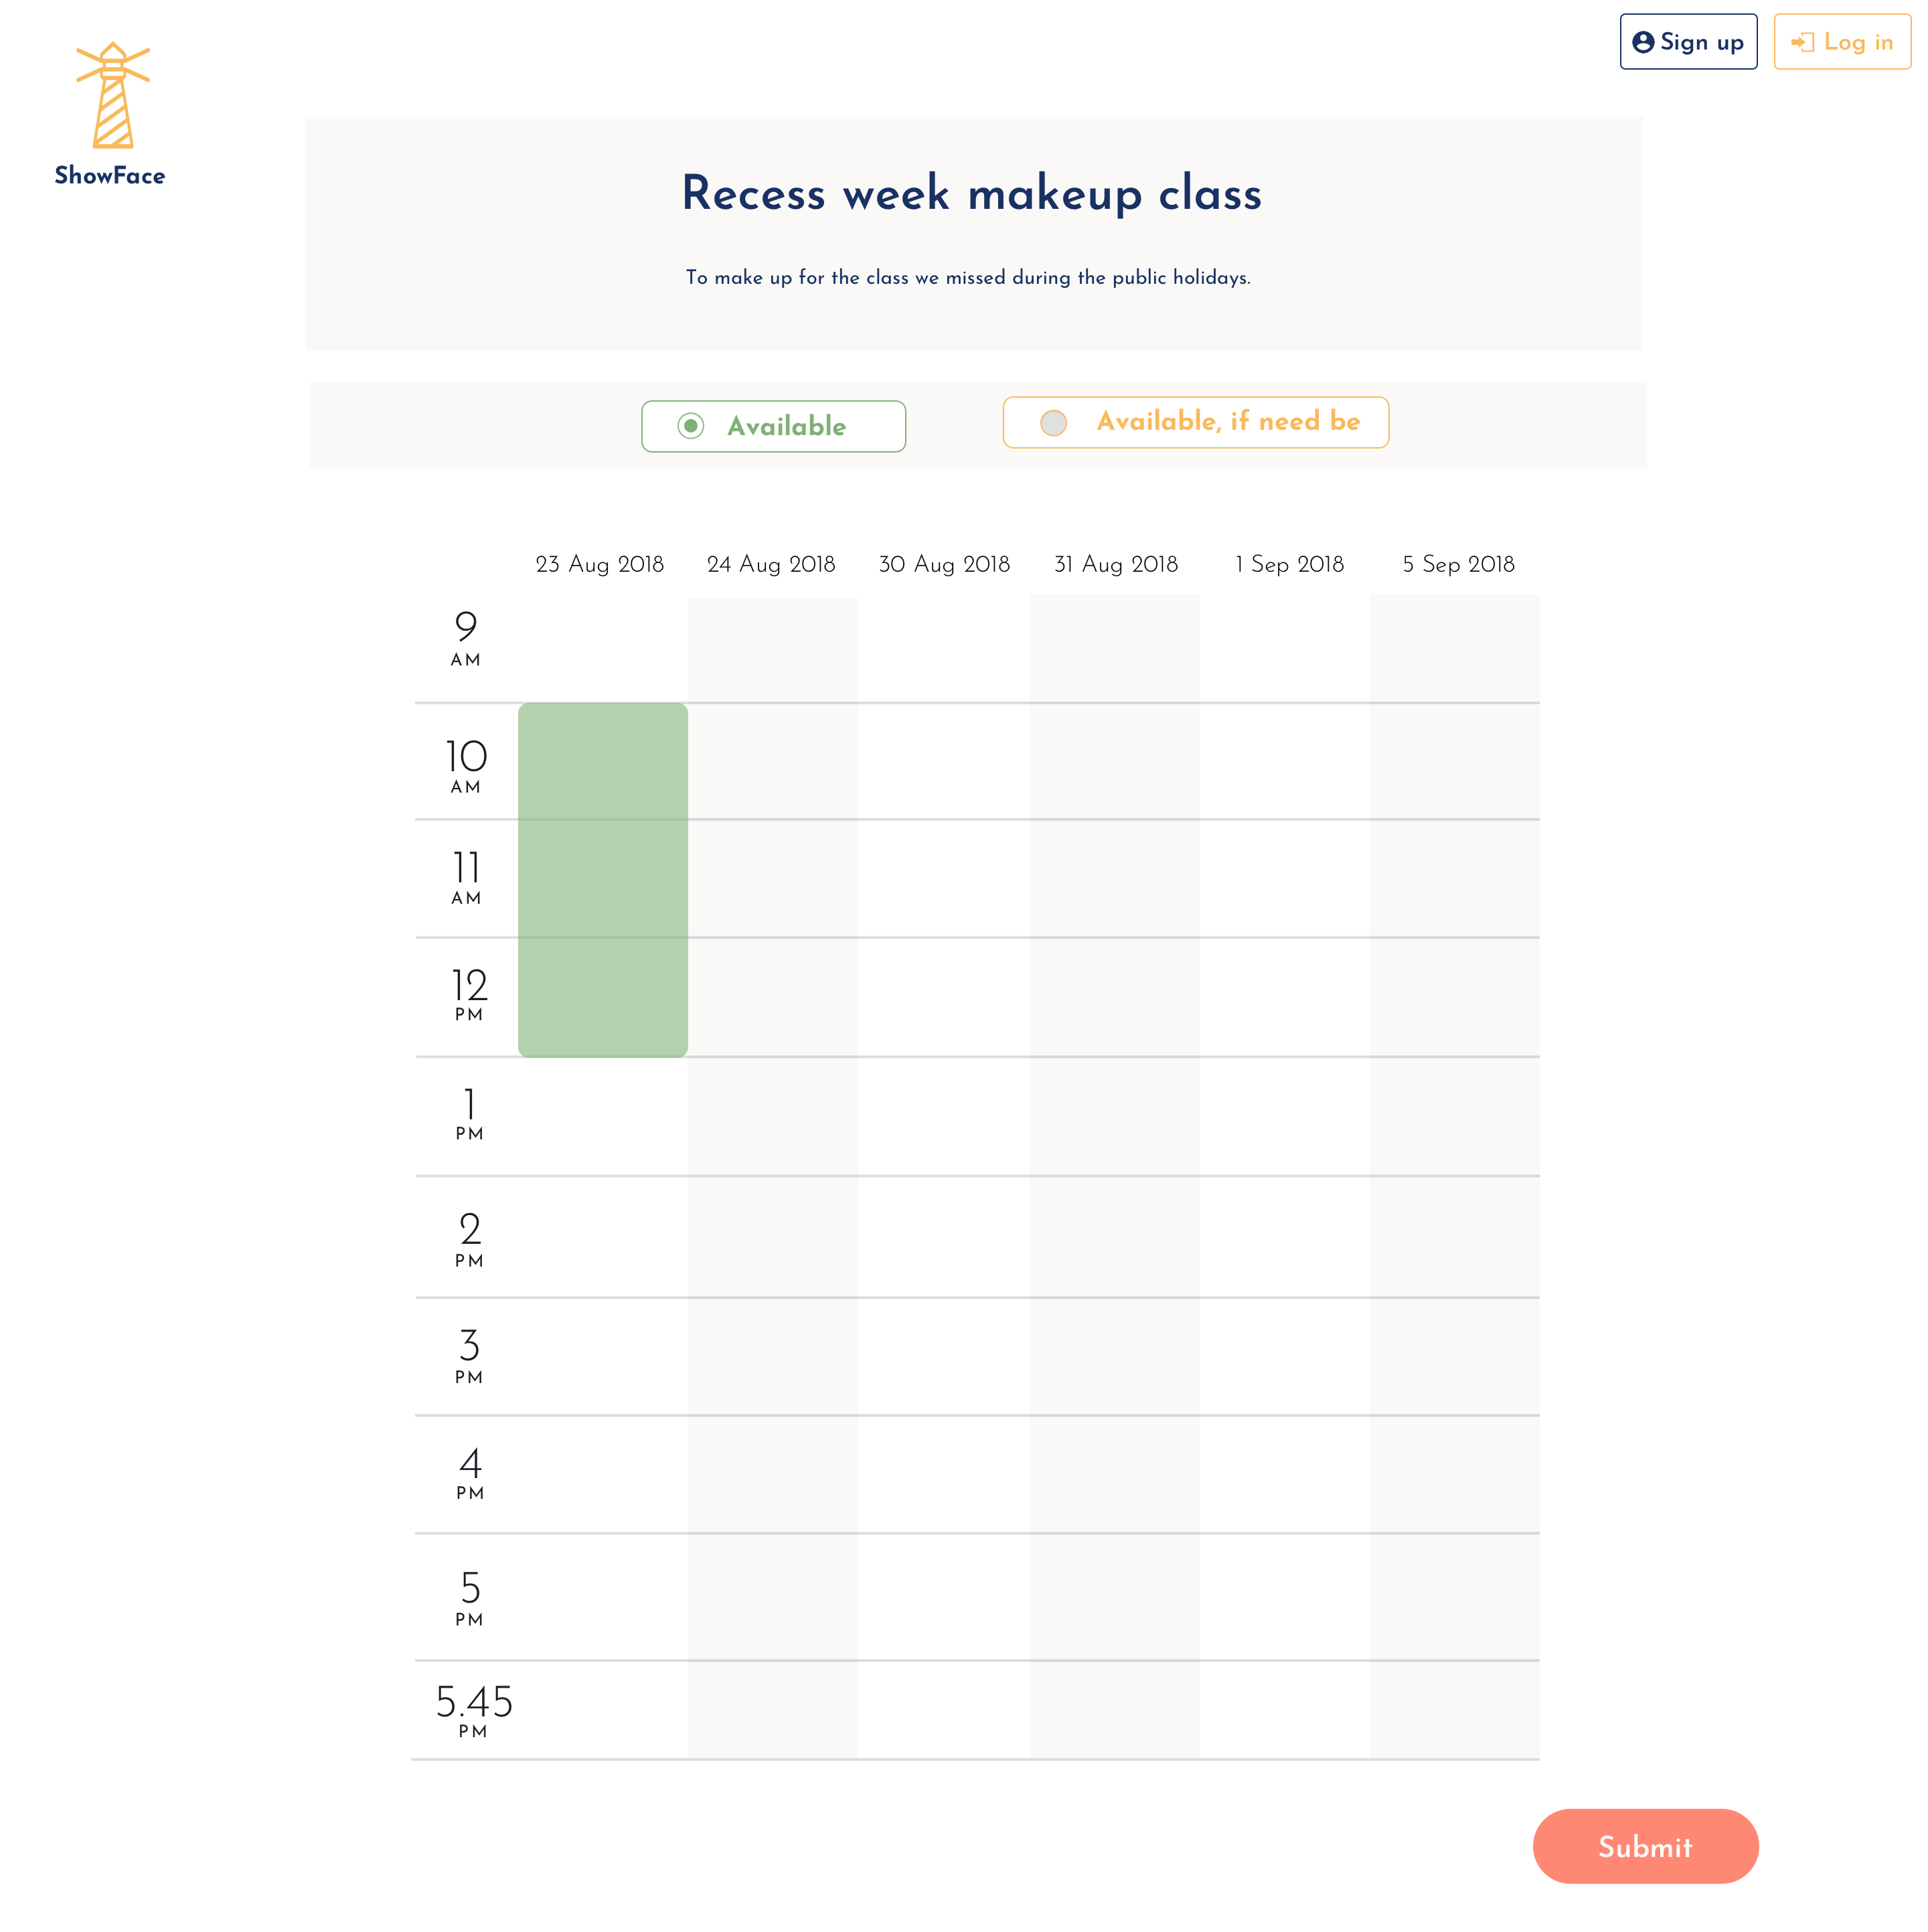 Sign up
Log in
ShowFace
Recess week makeup class
To make up for the class we missed during the public holidays.
Available
Available, if need be
23 Aug 2018 24 Aug 2018 30 Aug 2018 31 Aug 2018 1 Sep 2018 5 Sep 2018
9
AM
10
AM
11
AM
12
PM
1
PM
2
PM
3
PM
4
PM
5
PM
5.45
PM
Submit